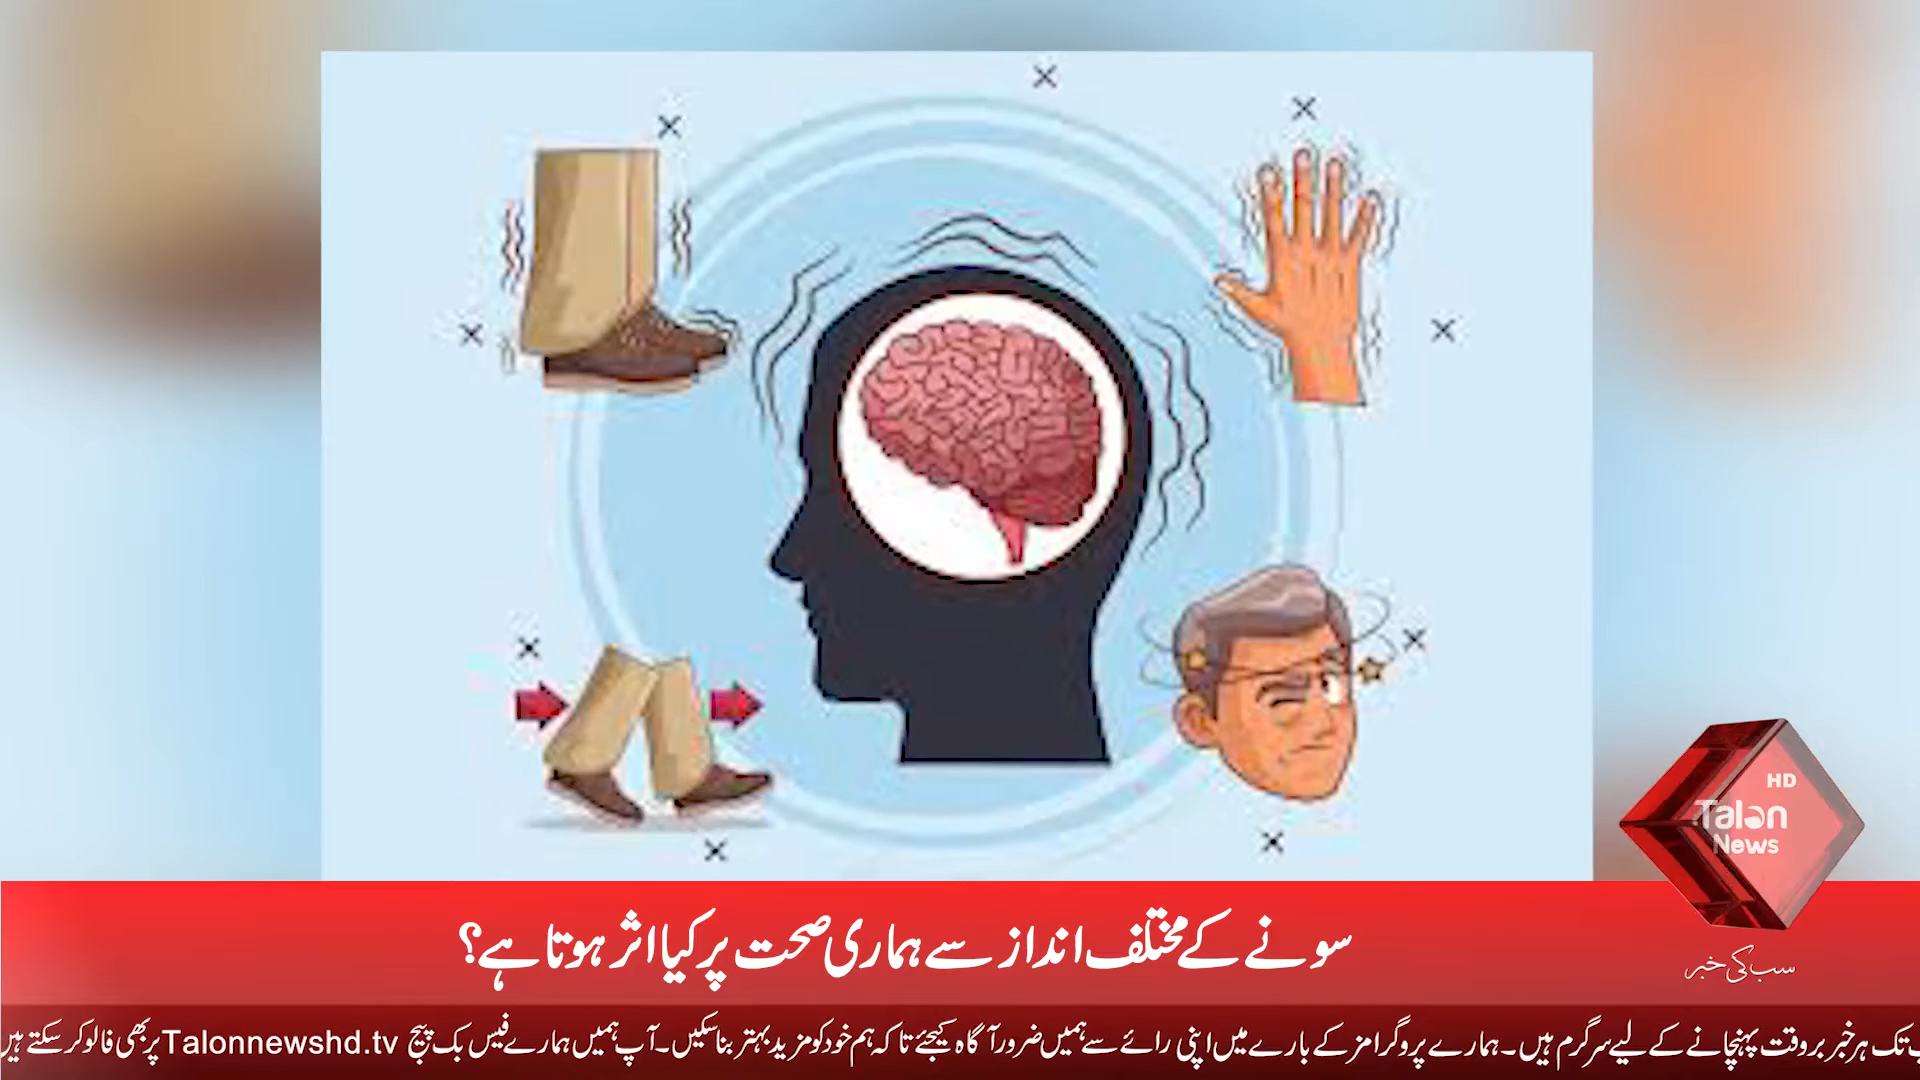 HD
Talon
News
سونے کے مختلف انداز سے ہماری صحت پر کیا اثر ہوتا ہے؟
سب کی خبر
تک ہر خبر بروقت پہنچانے کے لیے سرگرم ہیں۔ ہمارے پروگرامز کے بارے میں اپنی رائے سے ہمیں ضرور آگاہ کیجئے تاکہ ہم خود کو مزید بہتر بنا سکیں۔ آپ ہمیں ہمارے فیس بک پیج Talonnewshd.tv پر بھی فالو کر سکتے ہیں